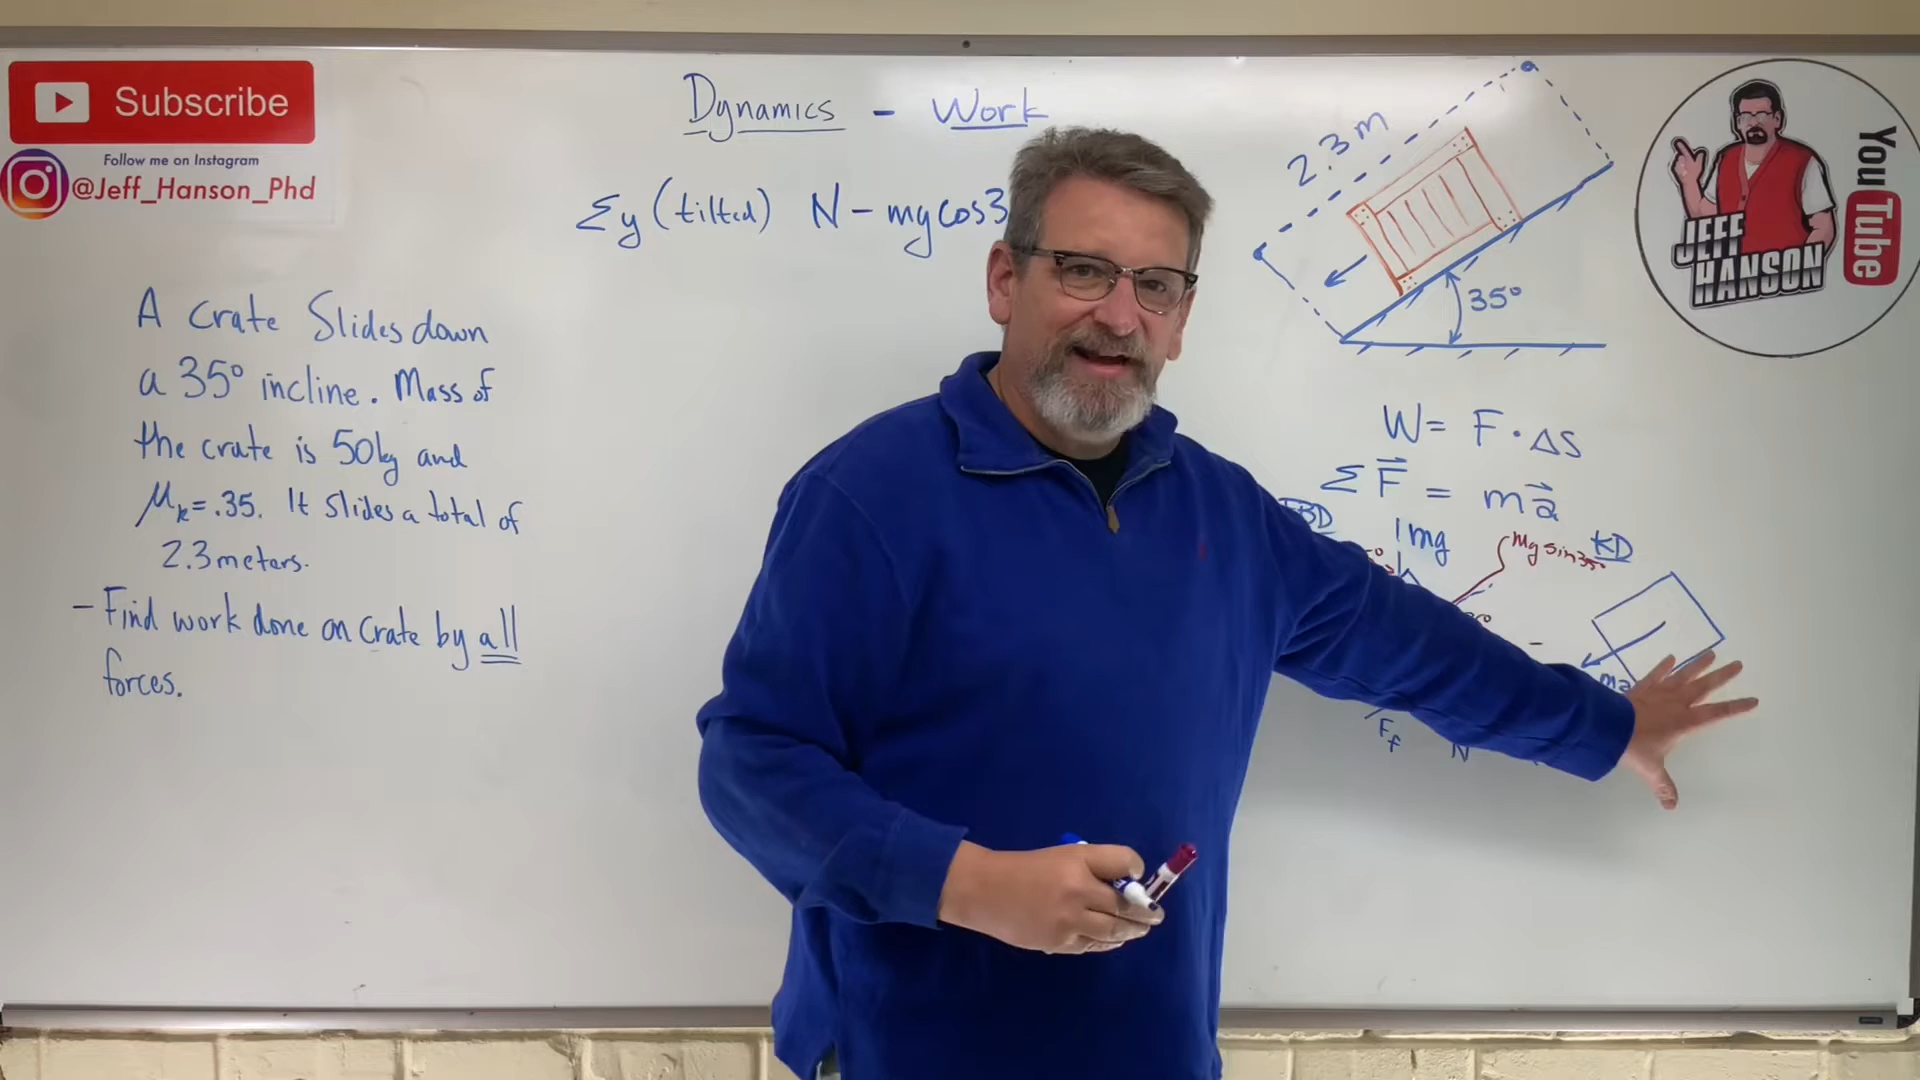 Subscribe
Follow me on Instagram
@Jeff_Hanson_Phd
Dynamics - Work
Σy (tilted) N - mg cos3
A crate Slides down
a 35° incline. Mass of
the crate is 50kg and
μk = .35. It slides a total of
2.3 meters.
- Find work done on crate by all
forces.
2.3 m
35°
W = F · ΔS
ΣF⃗ = ma⃗
FBD
mg
mg sin35°
KD
ma
Ff
N
JEFF
HANSON
YouTube